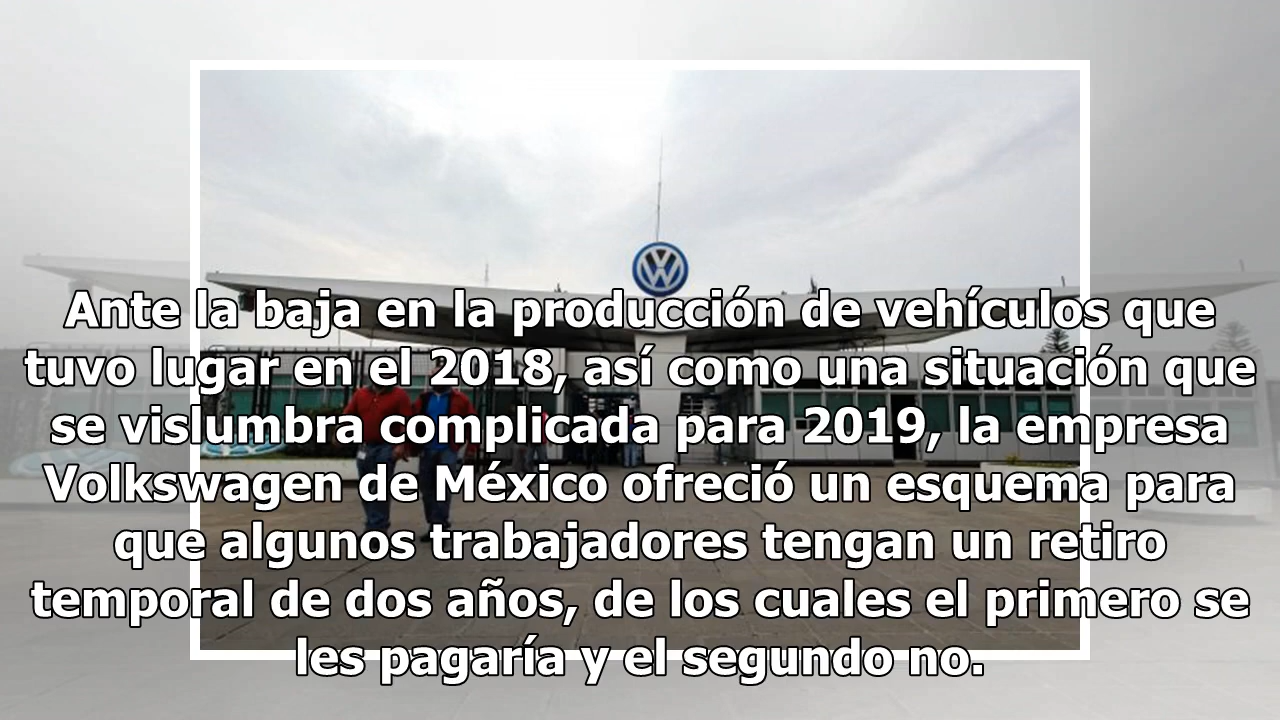 VW
Ante la baja en la producción de vehículos que
tuvo lugar en el 2018, así como una situación que
se vislumbra complicada para 2019, la empresa
Volkswagen de México ofreció un esquema para
que algunos trabajadores tengan un retiro
temporal de dos años, de los cuales el primero se
les pagaría y el segundo no.